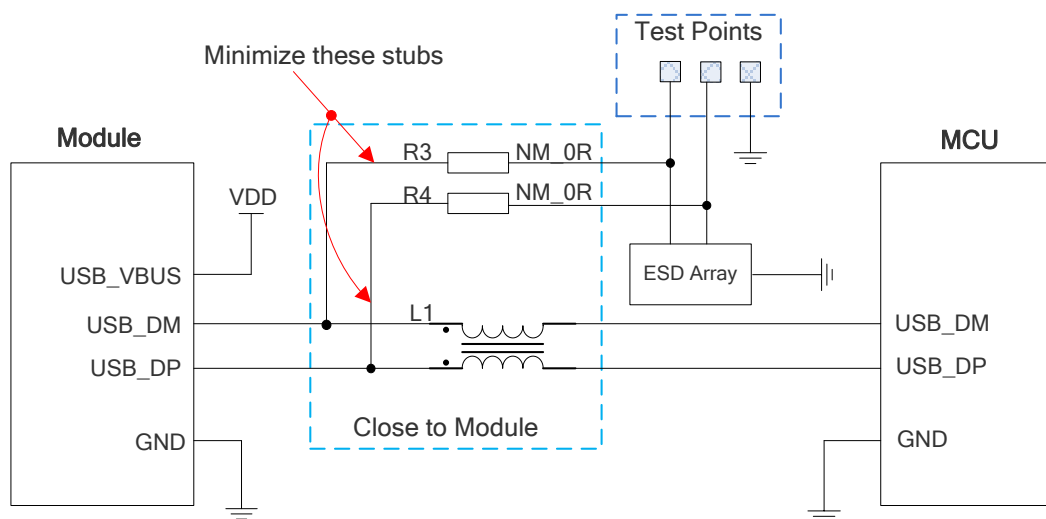 Test Points
Minimize these stubs
Module
MCU
R3
NM_0R
R4
NM_0R
VDD
ESD Array
USB_VBUS
L1
USB_DM
USB_DM
USB_DP
USB_DP
Close to Module
GND
GND